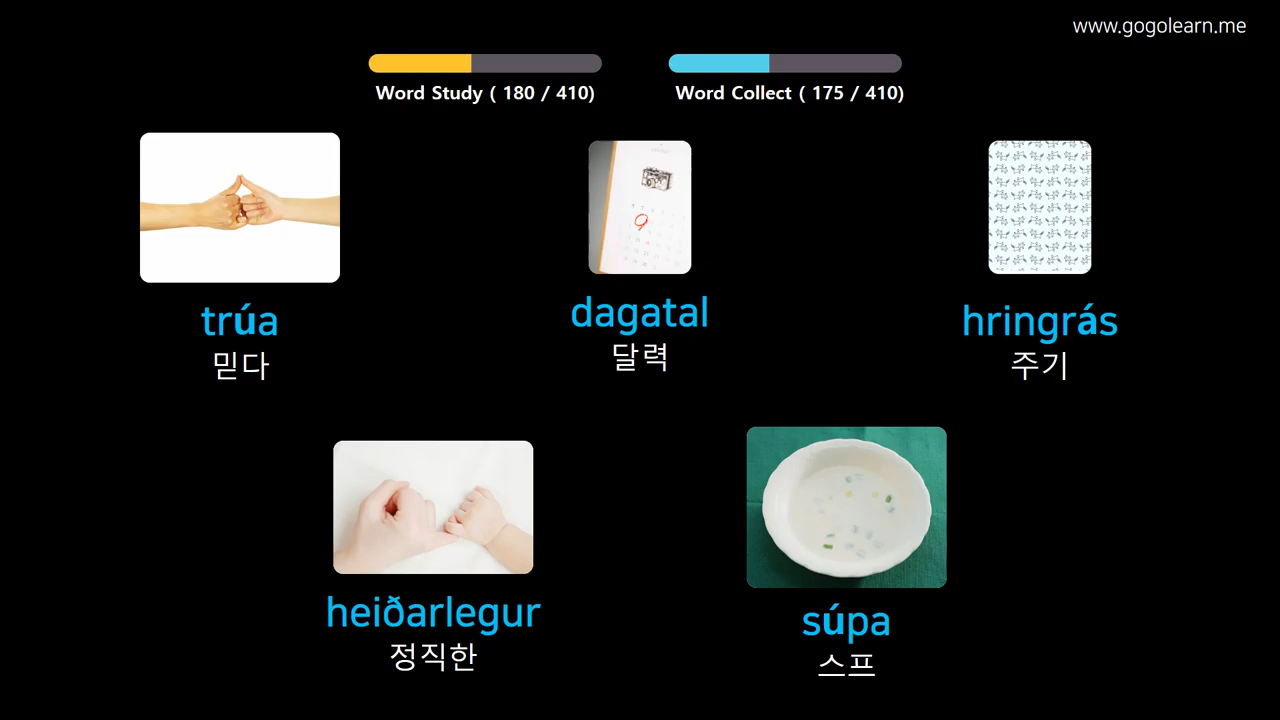 www.gogolearn.me
Word Study ( 180 / 410)
Word Collect ( 175 / 410)
trúa
믿다
dagatal
달력
hringrás
주기
heiðarlegur
정직한
súpa
스프